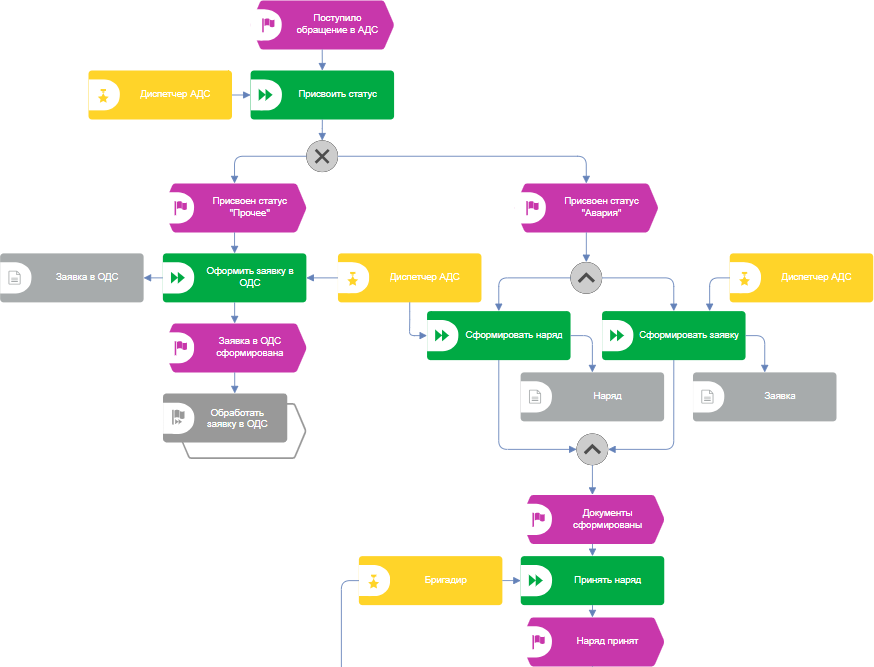 Поступило
обращение в АДС
Диспетчер АДС
Присвоить статус
Присвоен статус
"Прочее"
Присвоен статус
"Авария"
Заявка в ОДС
Оформить заявку в
ОДС
Диспетчер АДС
Диспетчер АДС
Сформировать наряд
Сформировать заявку
Заявка в ОДС
сформирована
Наряд
Заявка
Обработать
заявку в ОДС
Документы
сформированы
Бригадир
Принять наряд
Наряд принят